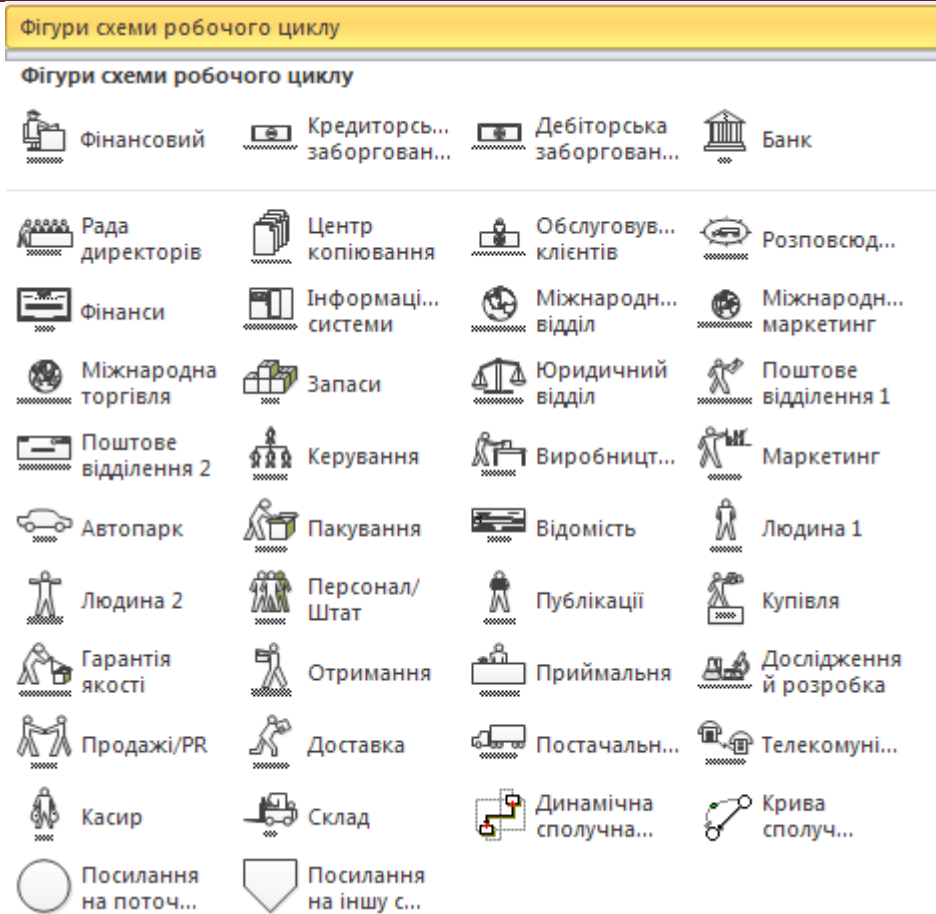 Фігури схеми робочого циклу
Фігури схеми робочого циклу
Фінансовий
Кредиторсь...
заборгован...
Дебіторська
заборгован...
Банк
Рада
директорів
Центр
копіювання
Обслуговув...
клієнтів
Розповсюд...
Фінанси
Інформаці...
системи
Міжнародн...
відділ
Міжнародн...
маркетинг
Міжнародна
торгівля
Запаси
Юридичний
відділ
Поштове
відділення 1
Поштове
відділення 2
Керування
Виробницт...
Маркетинг
Автопарк
Пакування
Відомість
Людина 1
Людина 2
Персонал/
Штат
Публікації
Купівля
Гарантія
якості
Отримання
Приймальня
Дослідження
й розробка
Продажі/PR
Доставка
Постачальн...
Телекомуні...
Касир
Склад
Динамічна
сполучна...
Крива
сполуч...
Посилання
на поточ...
Посилання
на іншу с...